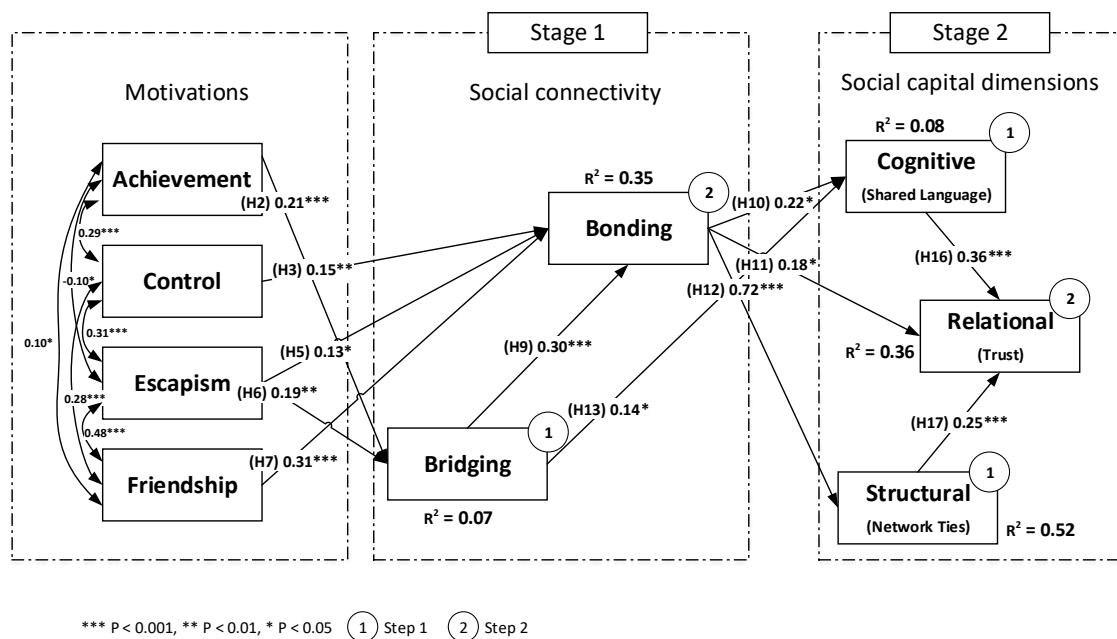 Stage 1
Stage 2
Motivations
Social connectivity
Social capital dimensions
Achievement
Control
Escapism
Friendship
0.29***
-0.10*
0.31***
0.10*
0.28***
0.48***
(H2) 0.21***
(H3) 0.15**
(H5) 0.13*
(H6) 0.19**
(H7) 0.31***
R² = 0.35
2
Bonding
(H9) 0.30***
1
Bridging
R² = 0.07
(H10) 0.22*
(H11) 0.18*
(H12) 0.72***
(H13) 0.14*
R² = 0.08
1
Cognitive
(Shared Language)
(H16) 0.36***
2
Relational
(Trust)
R² = 0.36
(H17) 0.25***
1
Structural
(Network Ties)
R² = 0.52
*** P < 0.001, ** P < 0.01, * P < 0.05 1 Step 1 2 Step 2